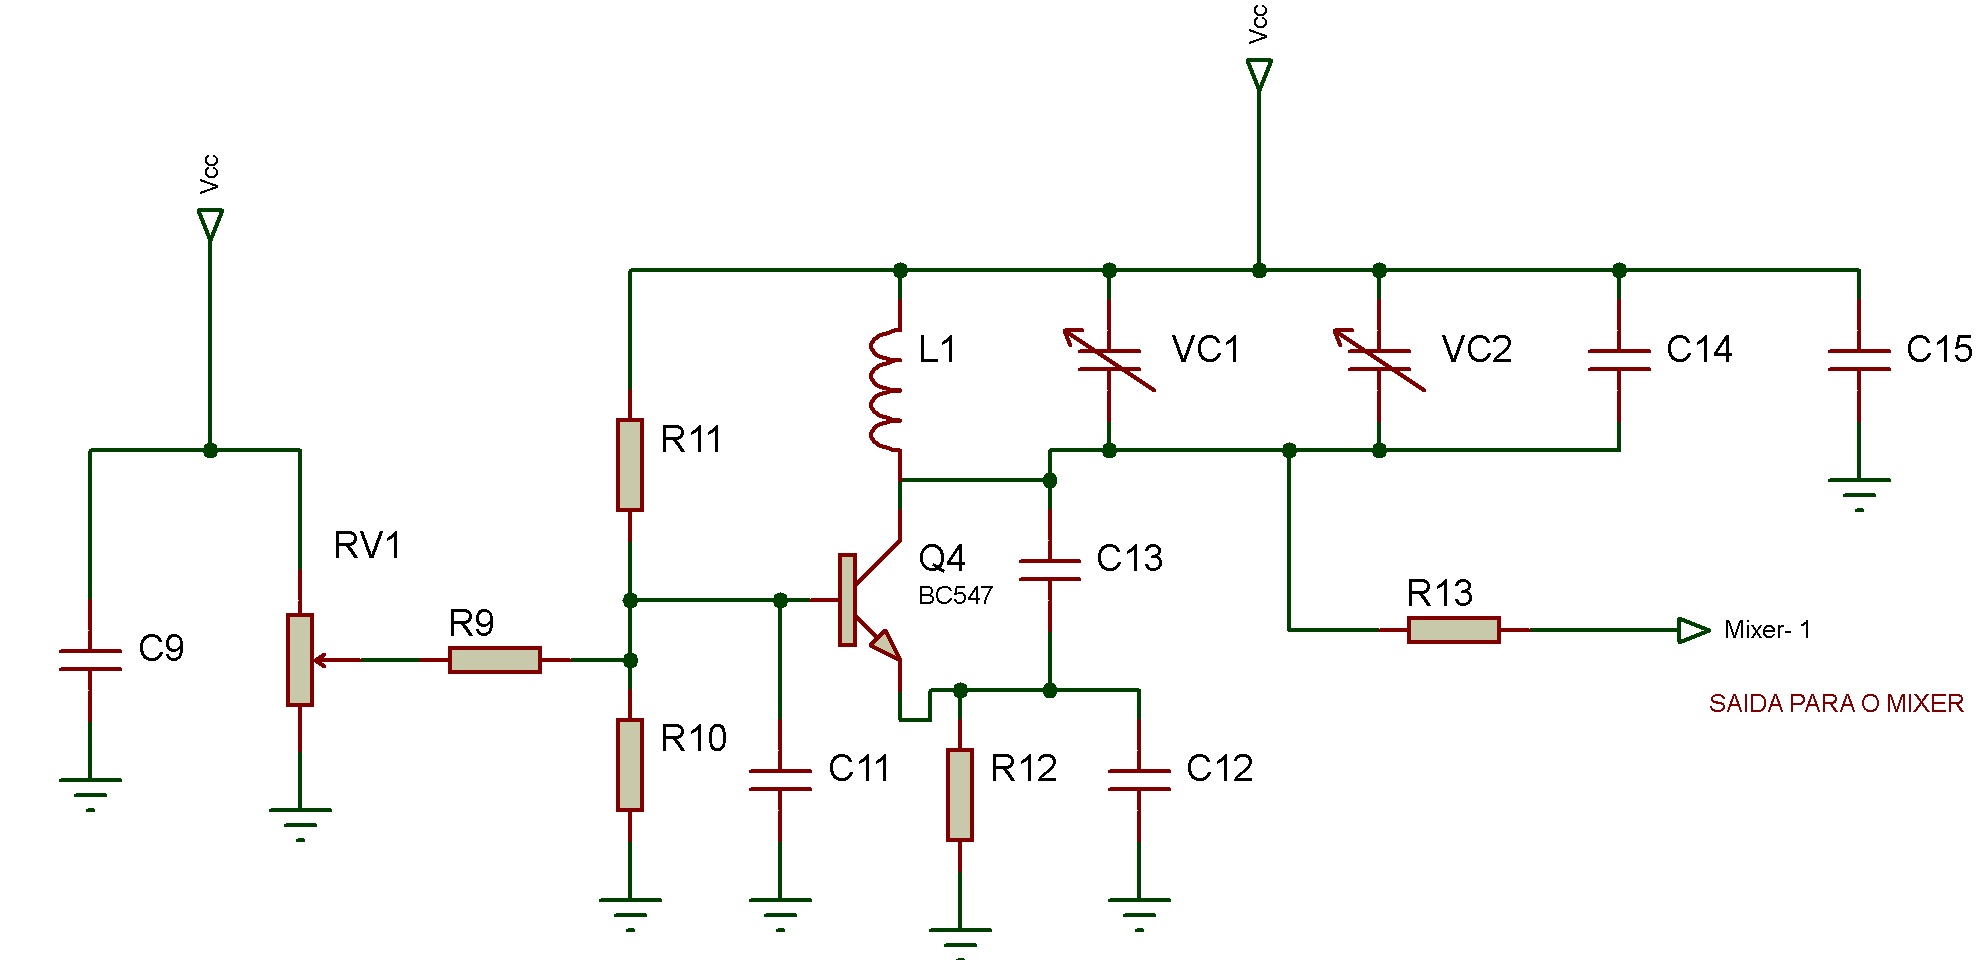 Vcc
Vcc
L1
VC1
VC2
C14
C15
R11
RV1
Q4
BC547
C13
R9
R13
Mixer- 1
C9
SAIDA PARA O MIXER
R10
C11
R12
C12